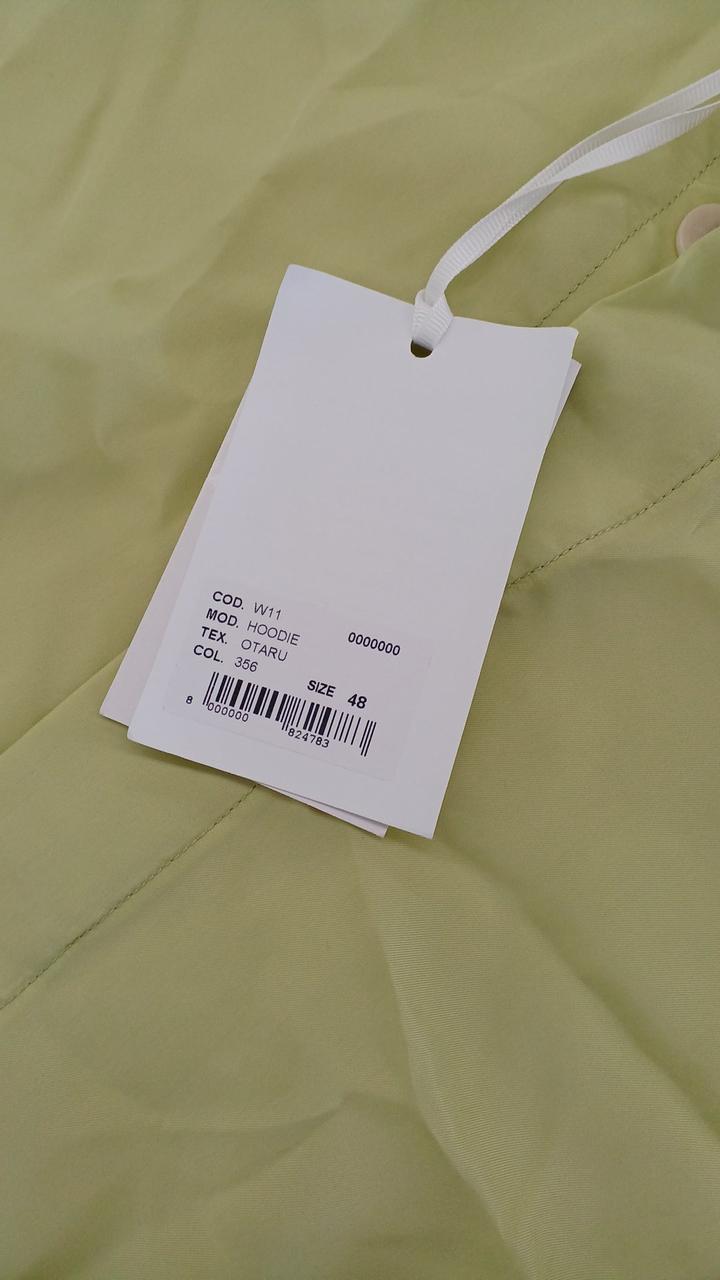 COD. W11
MOD. HOODIE 0000000
TEX. OTARU
COL. 356
SIZE 48
8 000000 824783